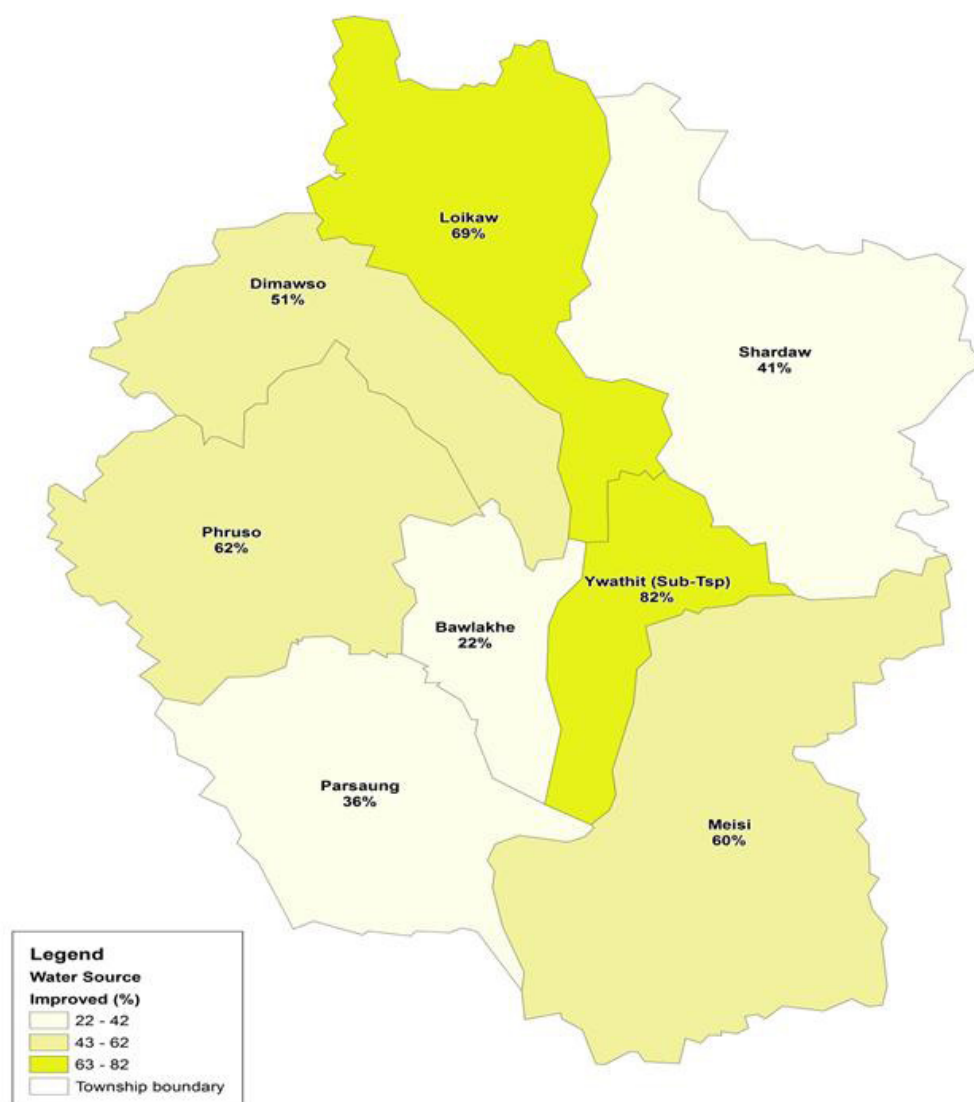 Loikaw
69%
Dimawso
51%
Shardaw
41%
Phruso
62%
Ywathit (Sub-Tsp)
82%
Bawlakhe
22%
Parsaung
36%
Meisi
60%
Legend
Water Source
Improved (%)
22 - 42
43 - 62
63 - 82
Township boundary